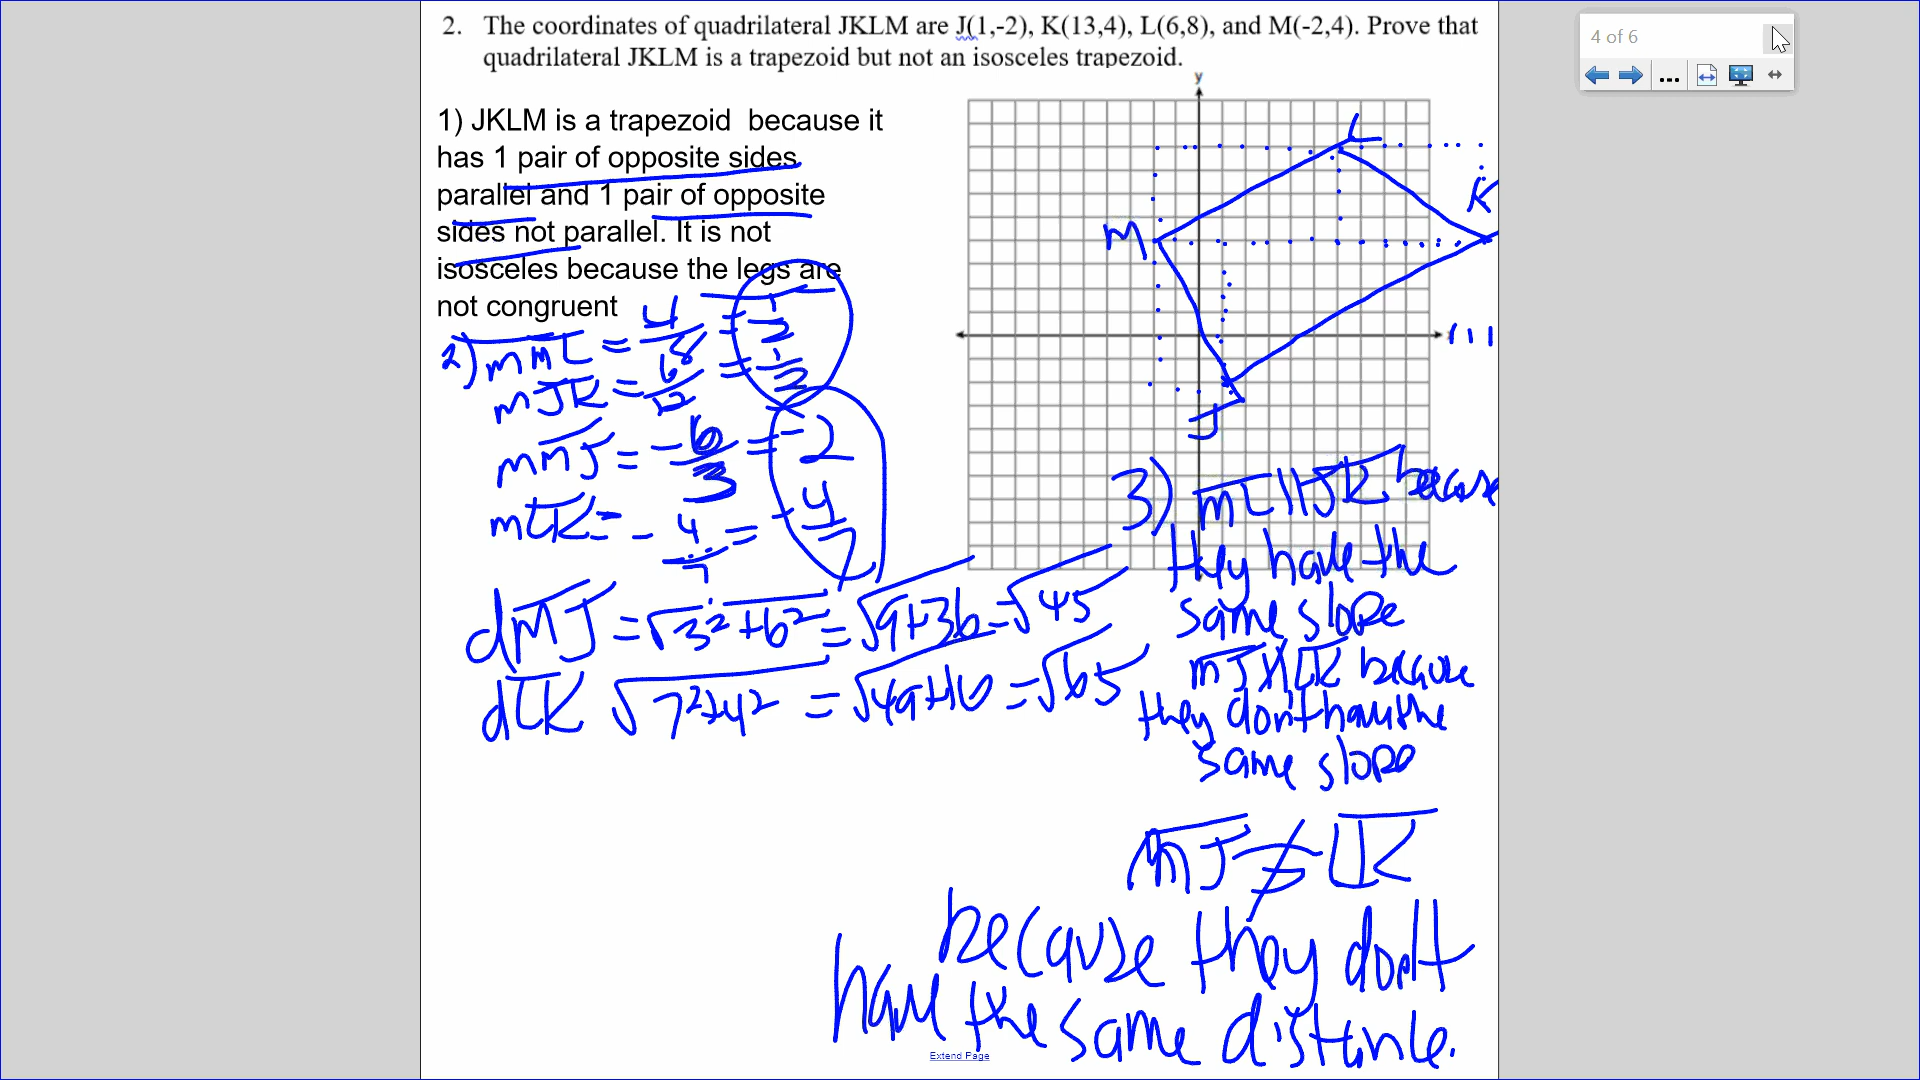 2. The coordinates of quadrilateral JKLM are J(1,-2), K(13,4), L(6,8), and M(-2,4). Prove that
quadrilateral JKLM is a trapezoid but not an isosceles trapezoid.
4 of 6
y
1) JKLM is a trapezoid because it
has 1 pair of opposite sides
parallel and 1 pair of opposite
sides not parallel. It is not
isosceles because the legs are
not congruent
L
K
M
J
2) mML = 4/8 = 1/2
mJK = 6/12 = 1/2
mMJ = -6/3 = -2
mLK = -4/7 = -4/7
dMJ = √3²+6² = √9+36 = √45
dLK √7²+4² = √49+16 = √65
3) ML || JK because
they have the
same slope
MJ ∦ LK because
they don't have the
same slope
MJ ≇ LK
because they don't
have the same distance.
Extend Page